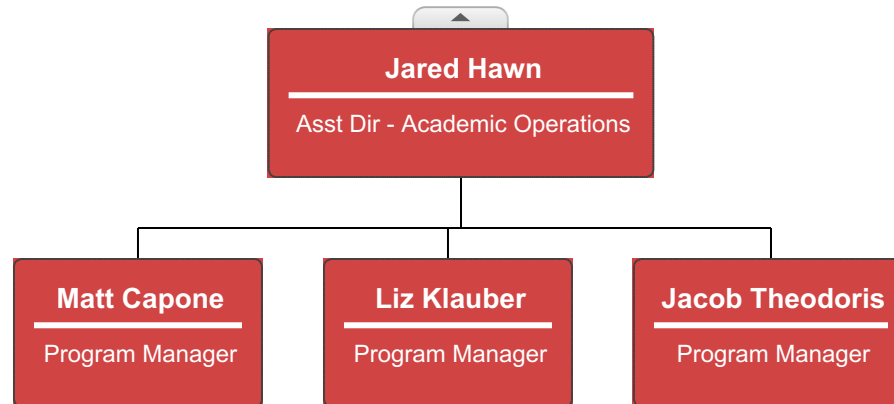 Jared Hawn
Asst Dir - Academic Operations
Matt Capone
Program Manager
Liz Klauber
Program Manager
Jacob Theodoris
Program Manager